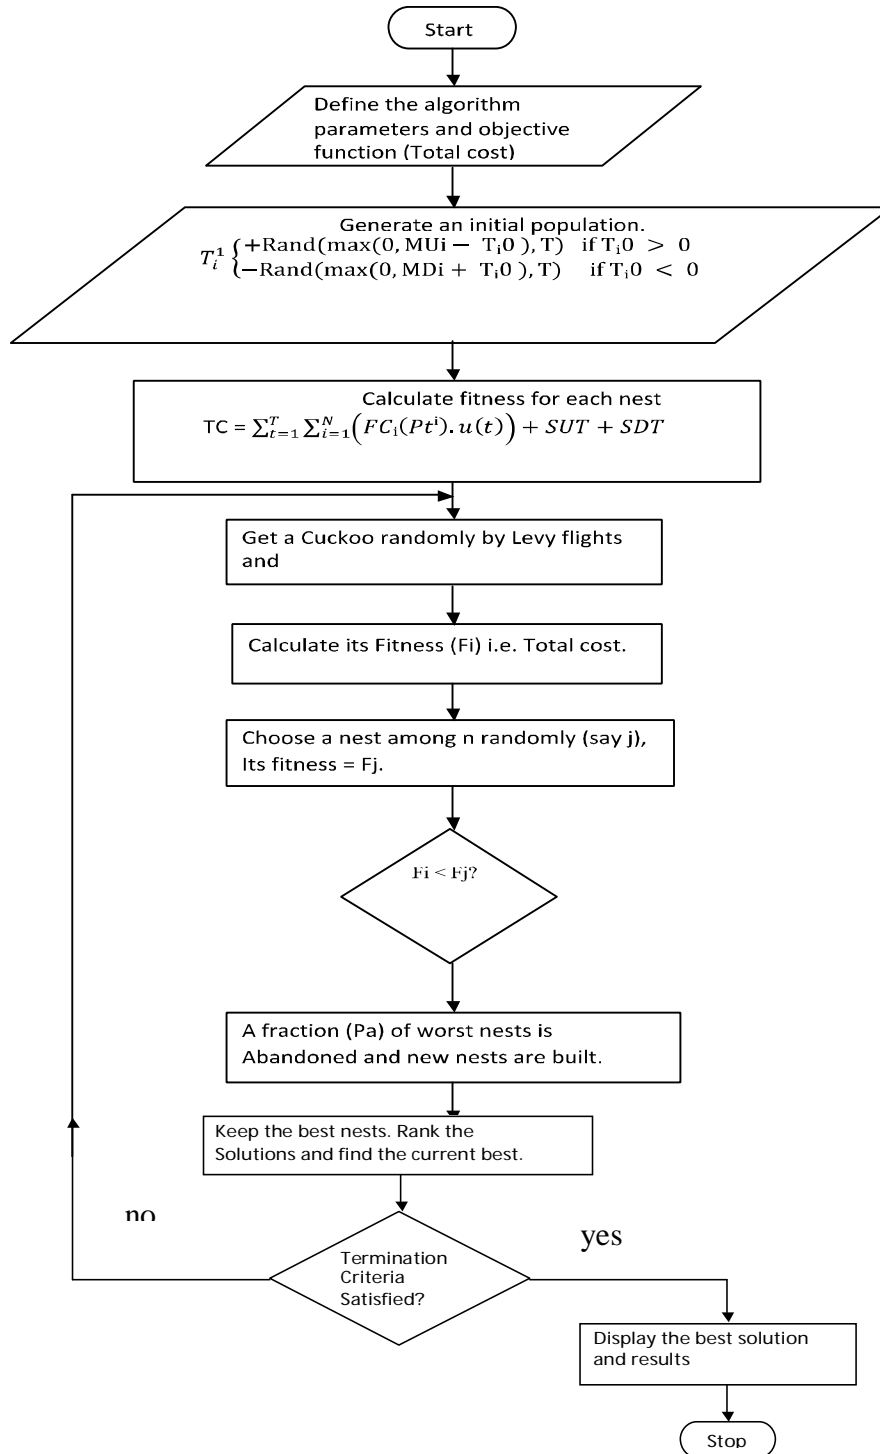 Start
Define the algorithm
parameters and objective
function (Total cost)
Generate an initial population.
T_i^1 {+Rand(max(0, MUi − T_i0 ), T) if T_i0 > 0
−Rand(max(0, MDi + T_i0 ), T) if T_i0 < 0
Calculate fitness for each nest
TC = ∑_{t=1}^{T} ∑_{i=1}^{N} (FC_i(Pt^i). u(t)) + SUT + SDT
Get a Cuckoo randomly by Levy flights
and
Calculate its Fitness (Fi) i.e. Total cost.
Choose a nest among n randomly (say j),
Its fitness = Fj.
Fi < Fj?
A fraction (Pa) of worst nests is
Abandoned and new nests are built.
Keep the best nests. Rank the
Solutions and find the current best.
no
yes
Termination
Criteria
Satisfied?
Display the best solution
and results
Stop